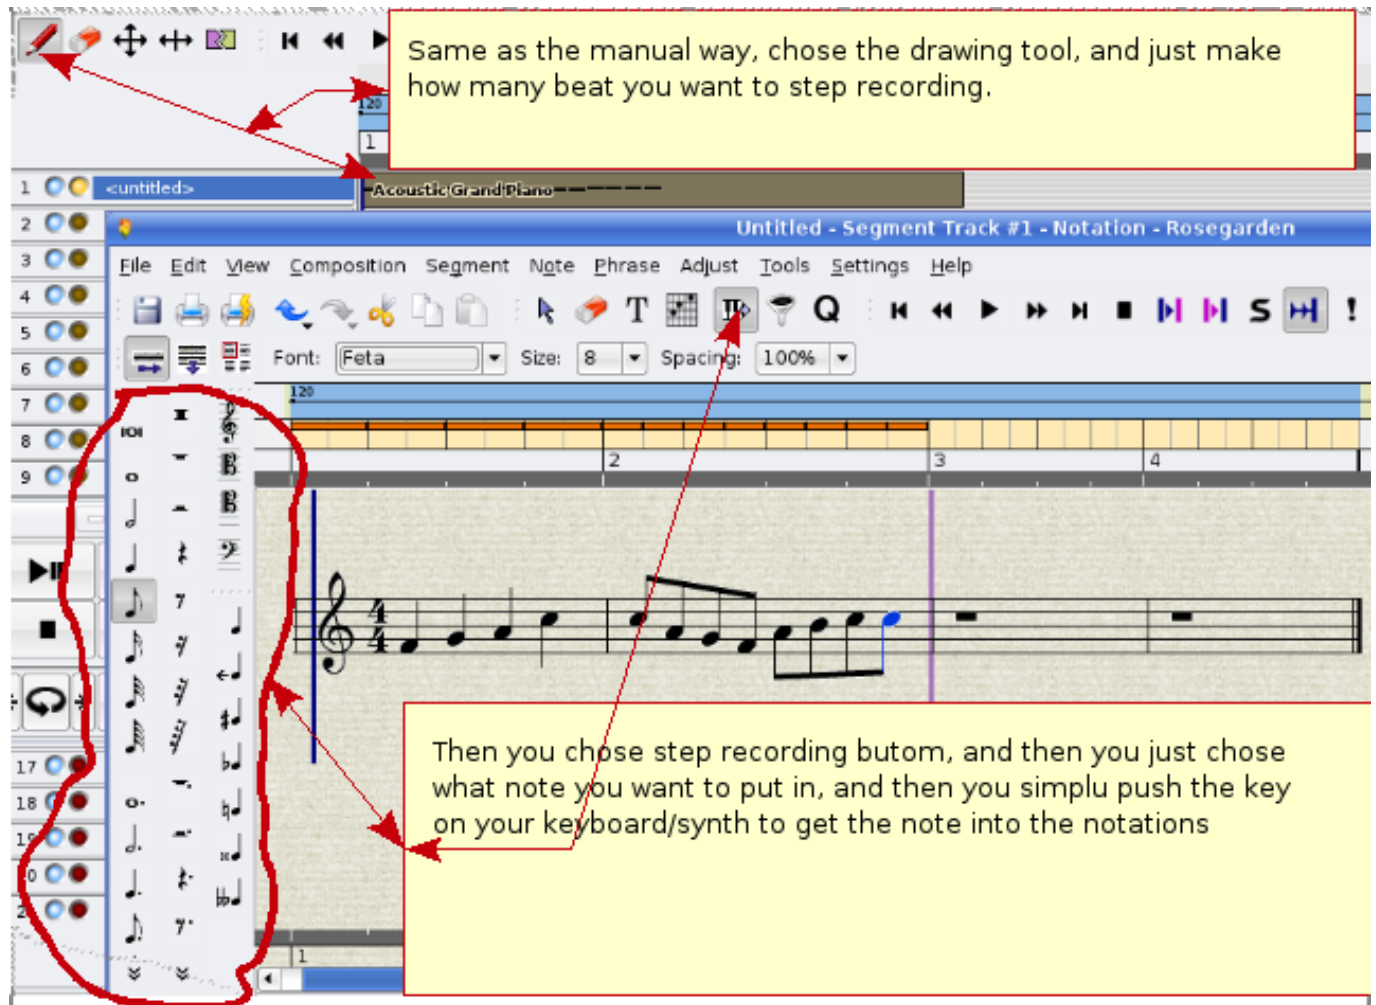 Same as the manual way, chose the drawing tool, and just make
how many beat you want to step recording.
120
1
1 <untitled> Acoustic Grand Piano
2 Untitled - Segment Track #1 - Notation - Rosegarden
3 File Edit View Composition Segment Note Phrase Adjust Tools Settings Help
4 T Q S !
5
6 Font: Feta Size: 8 Spacing: 100%
7 120
8
9 2 3 4
4
4
Then you chose step recording butom, and then you just chose
what note you want to put in, and then you simplu push the key
on your keyboard/synth to get the note into the notations
17
18
1